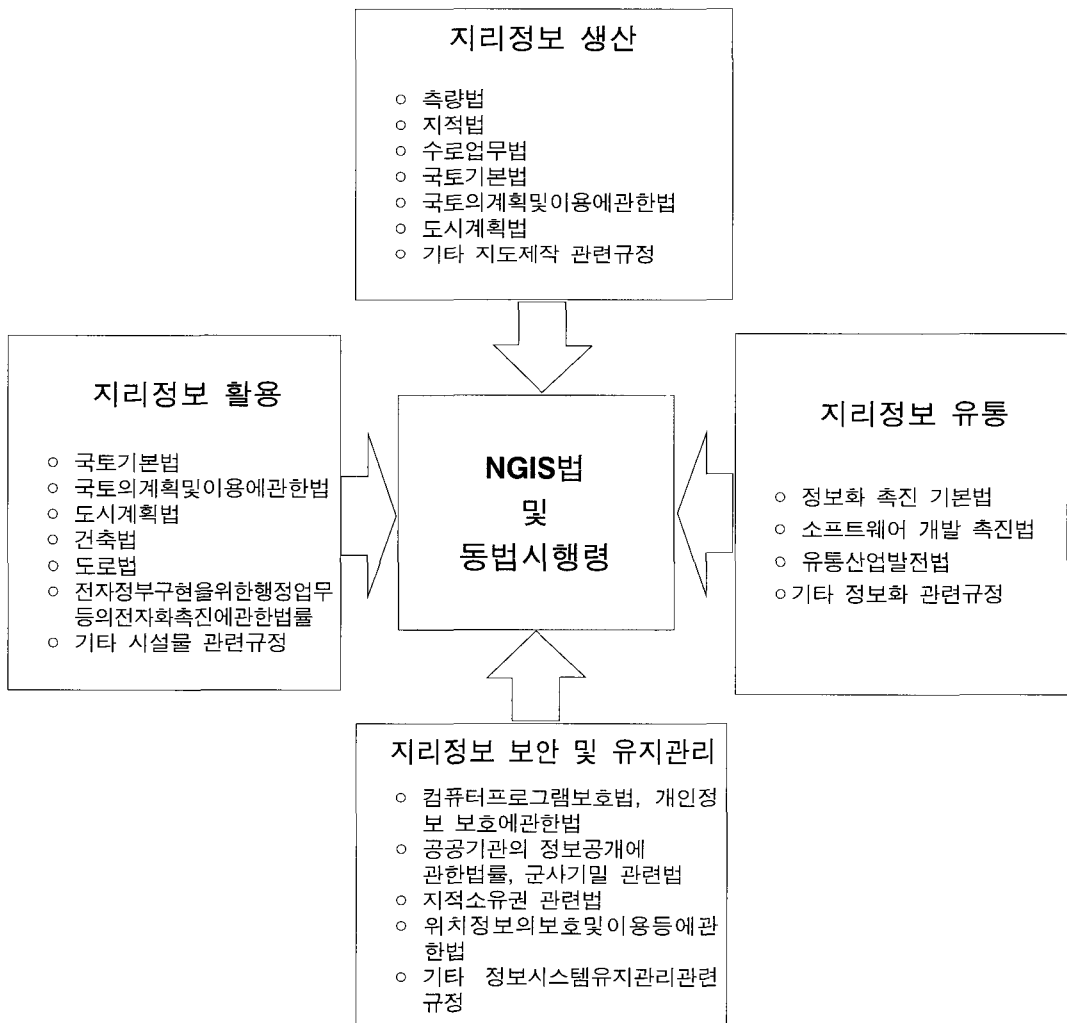 지리정보 생산
○ 측량법
○ 지적법
○ 수로업무법
○ 국토기본법
○ 국토의계획및이용에관한법
○ 도시계획법
○ 기타 지도제작 관련규정
지리정보 활용
○ 국토기본법
○ 국토의계획및이용에관한법
○ 도시계획법
○ 건축법
○ 도로법
○ 전자정부구현을위한행정업무
등의전자화촉진에관한법률
○ 기타 시설물 관련규정
NGIS법
및
동법시행령
지리정보 유통
○ 정보화 촉진 기본법
○ 소프트웨어 개발 촉진법
○ 유통산업발전법
○기타 정보화 관련규정
지리정보 보안 및 유지관리
○ 컴퓨터프로그램보호법, 개인정
보 보호에관한법
○ 공공기관의 정보공개에
관한법률, 군사기밀 관련법
○ 지적소유권 관련법
○ 위치정보의보호및이용등에관
한법
○ 기타 정보시스템유지관리관련
규정